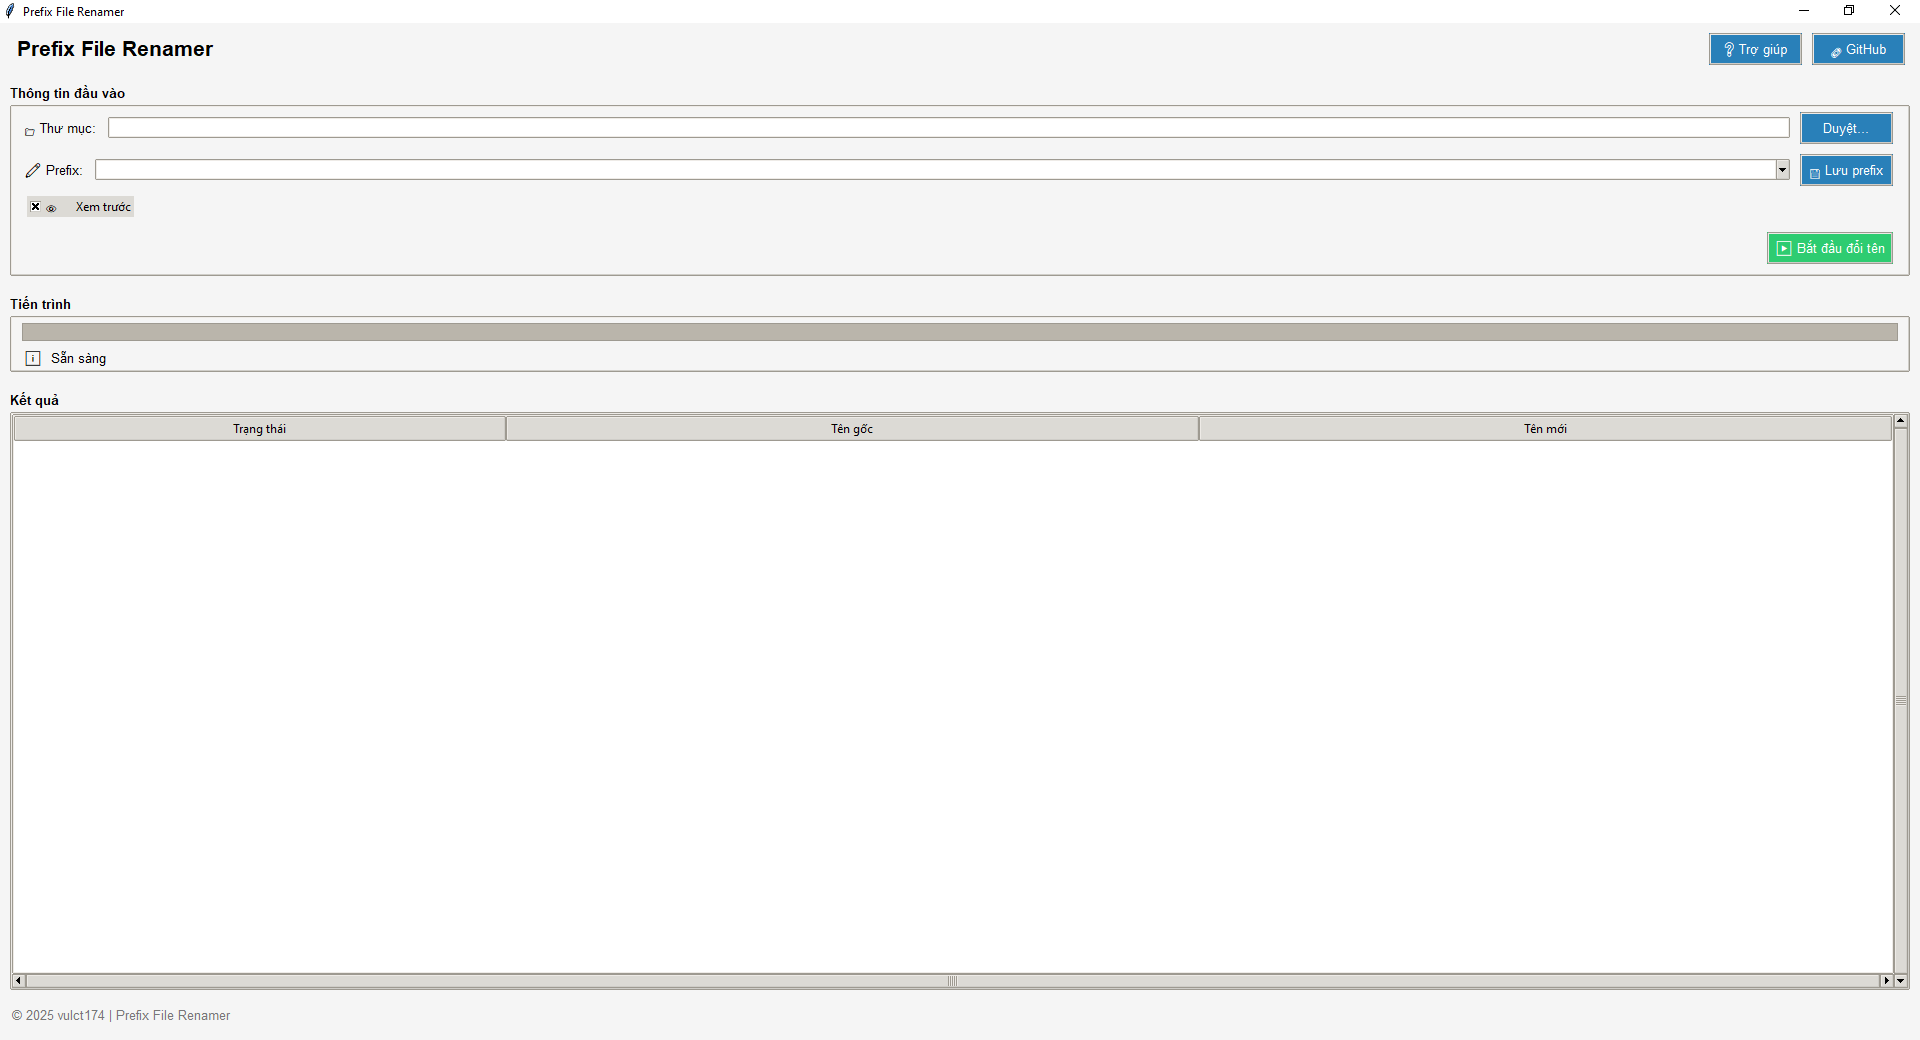 Prefix File Renamer
Prefix File Renamer
Trợ giúp
GitHub
Thông tin đầu vào
Thư mục:
Duyệt...
Prefix:
Lưu prefix
Xem trước
Bắt đầu đổi tên
Tiến trình
Sẵn sàng
Kết quả
Trạng thái
Tên gốc
Tên mới
© 2025 vulct174 | Prefix File Renamer